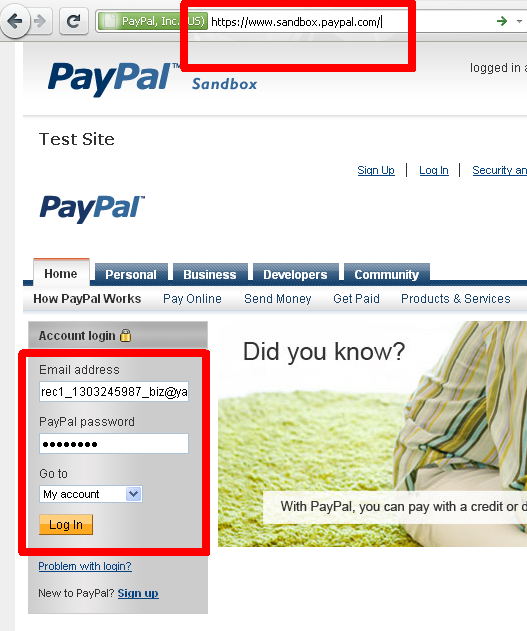 PayPal, Inc. (US) https://www.sandbox.paypal.com/
PayPal™ Sandbox
logged in
Test Site
Sign Up | Log In | Security
PayPal™
Home Personal Business Developers Community
How PayPal Works Pay Online Send Money Get Paid Products & Services
Account login
Did you know?
Email address
rec1_1303245987_biz@ya
PayPal password
●●●●●●●●
Go to
My account
Log In
With PayPal, you can pay with a credit or
Problem with login?
New to PayPal? Sign up